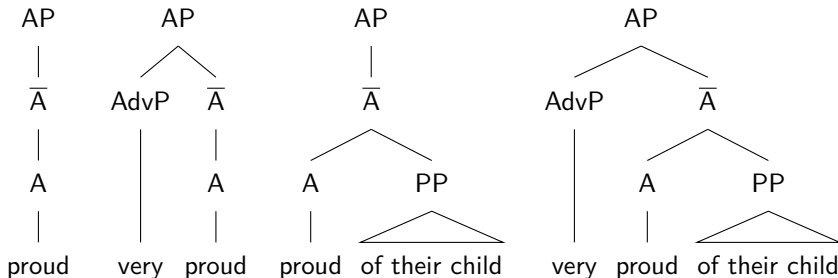 AP AP AP AP
A̅ AdvP A̅ A̅ AdvP A̅
A A A PP A PP
proud very proud proud of their child very proud of their child